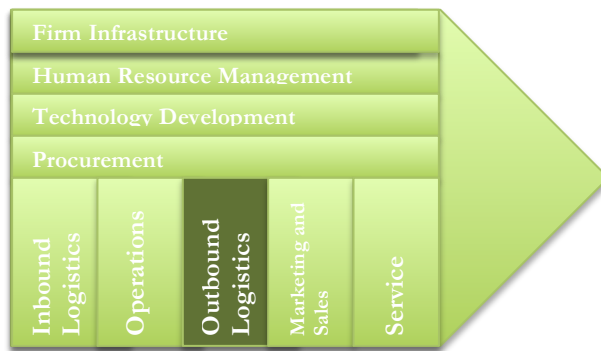 Firm Infrastructure
Human Resource Management
Technology Development
Procurement
Inbound
Logistics
Operations
Outbound
Logistics
Marketing and
Sales
Service